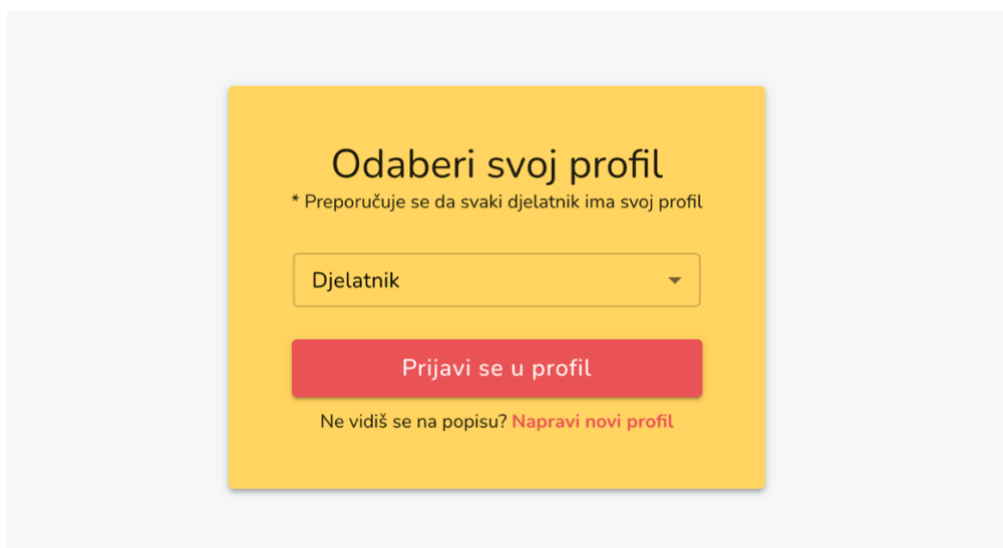 Odaberi svoj profil
* Preporučuje se da svaki djelatnik ima svoj profil
Djelatnik
Prijavi se u profil
Ne vidiš se na popisu? Napravi novi profil